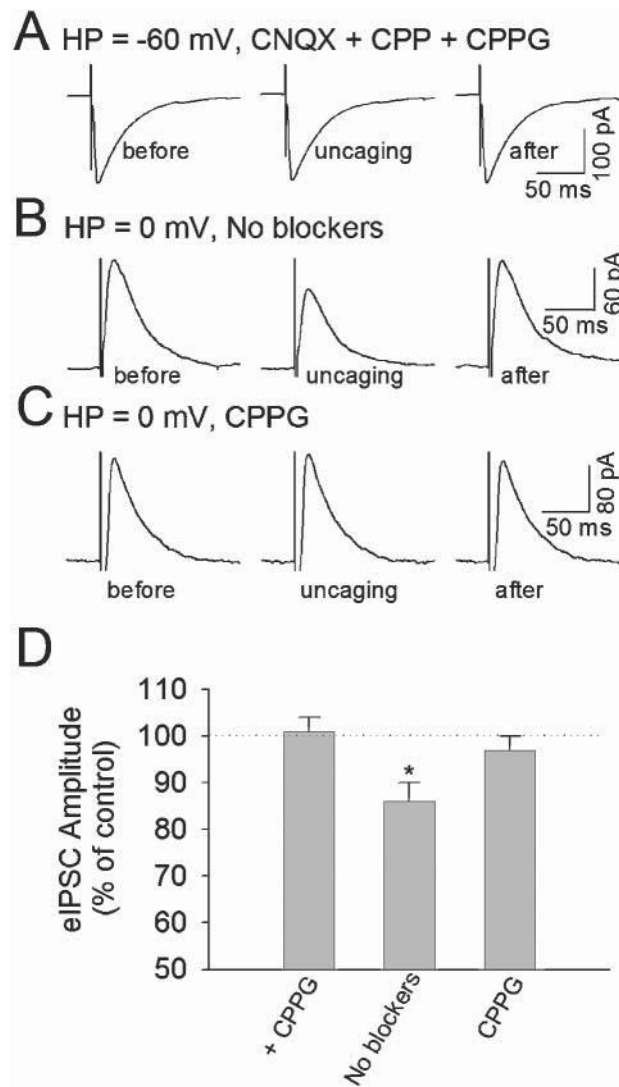 A HP = -60 mV, CNQX + CPP + CPPG
before
uncaging
after
100 pA
50 ms
B HP = 0 mV, No blockers
before
uncaging
after
60 pA
50 ms
C HP = 0 mV, CPPG
before
uncaging
after
80 pA
50 ms
D
eIPSC Amplitude
(% of control)
110
100
90
80
70
60
50
*
+ CPPG
No blockers
CPPG